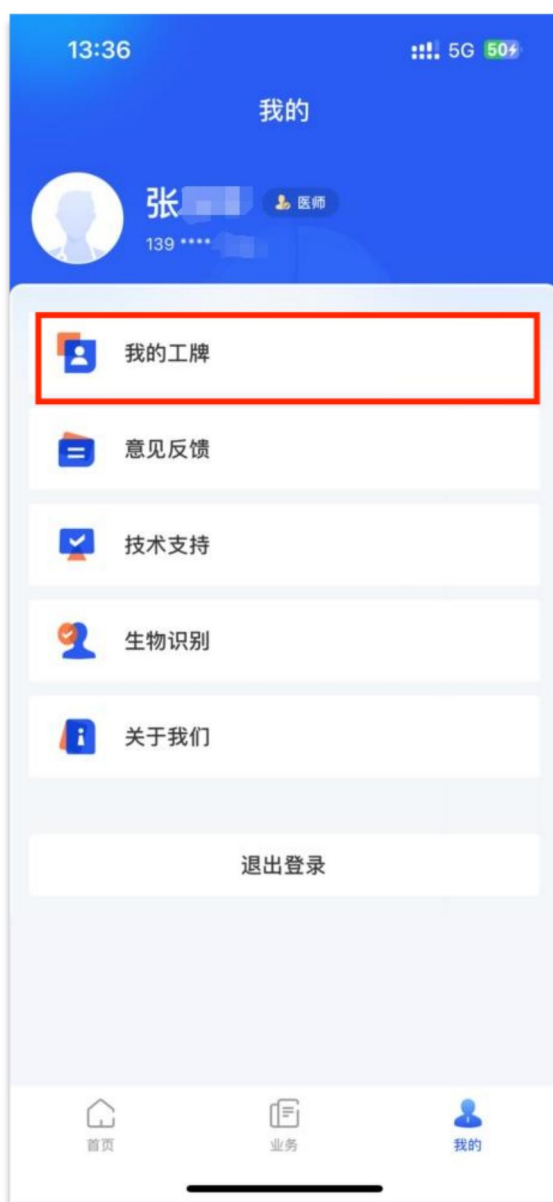 13:36
5G 50
我的
张
医师
139 ****
我的工牌
意见反馈
技术支持
生物识别
关于我们
退出登录
首页
业务
我的